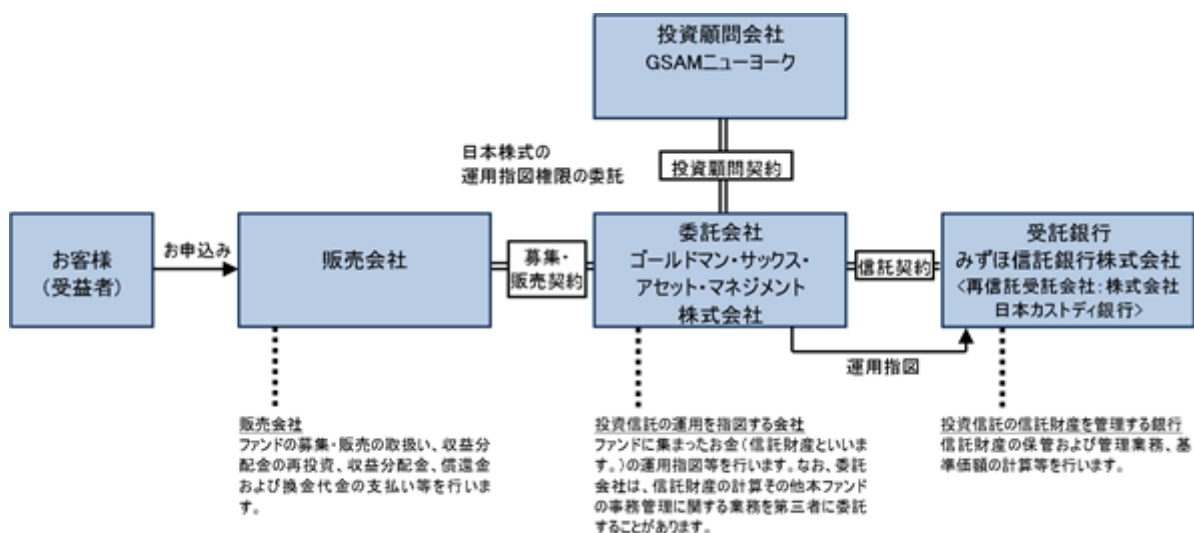 投資顧問会社
GSAMニューヨーク
日本株式の
運用指図権限の委託
投資顧問契約
お客様
(受益者)
お申込み
販売会社
募集・
販売契約
委託会社
ゴールドマン・サックス・
アセット・マネジメント
株式会社
信託契約
受託銀行
みずほ信託銀行株式会社
<再信託受託会社:株式会社
日本カストディ銀行>
運用指図
販売会社
ファンドの募集・販売の取扱い、収益分
配金の再投資、収益分配金、償還金
および換金代金の支払い等を行いま
す。
投資信託の運用を指図する会社
ファンドに集まったお金(信託財産といいま
す。)の運用指図等を行います。なお、委託
会社は、信託財産の計算その他本ファンド
の事務管理に関する業務を第三者に委託
することがあります。
投資信託の信託財産を管理する銀行
信託財産の保管および管理業務、基
準価額の計算等を行います。